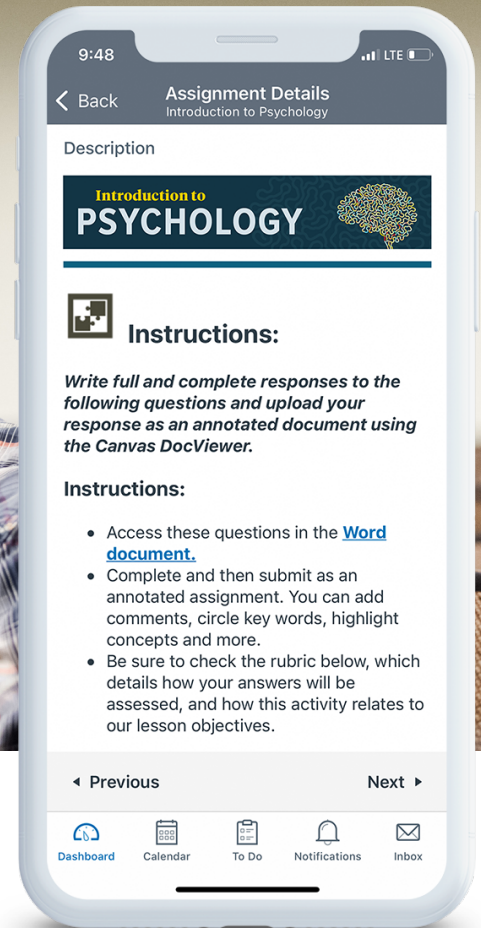 9:48
LTE
Back
Assignment Details
Introduction to Psychology
Description
Introduction to
PSYCHOLOGY
Instructions:
Write full and complete responses to the
following questions and upload your
response as an annotated document using
the Canvas DocViewer.
Instructions:
• Access these questions in the Word
document.
• Complete and then submit as an
annotated assignment. You can add
comments, circle key words, highlight
concepts and more.
• Be sure to check the rubric below, which
details how your answers will be
assessed, and how this activity relates to
our lesson objectives.
Previous
Next
Dashboard
Calendar
To Do
Notifications
Inbox